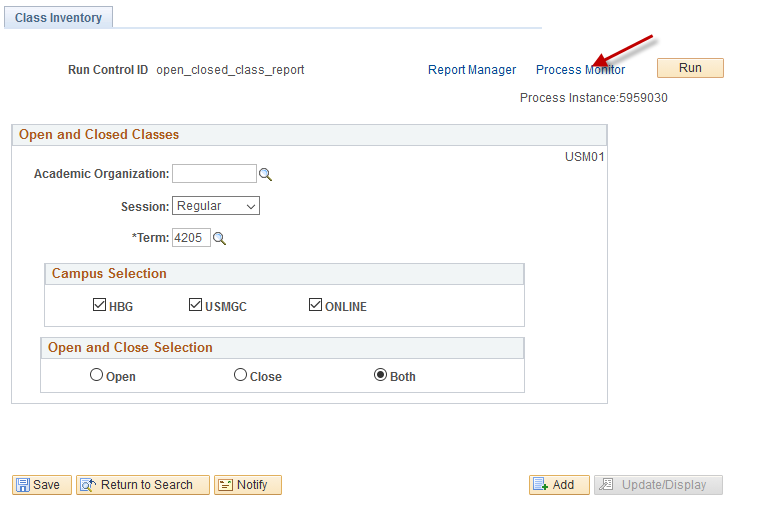 Class Inventory
Run Control ID open_closed_class_report Report Manager Process Monitor Run
Process Instance:5959030
Open and Closed Classes
USM01
Academic Organization:
Session: Regular
*Term: 4205
Campus Selection
HBG USMGC ONLINE
Open and Close Selection
Open Close Both
Save Return to Search Notify Add Update/Display